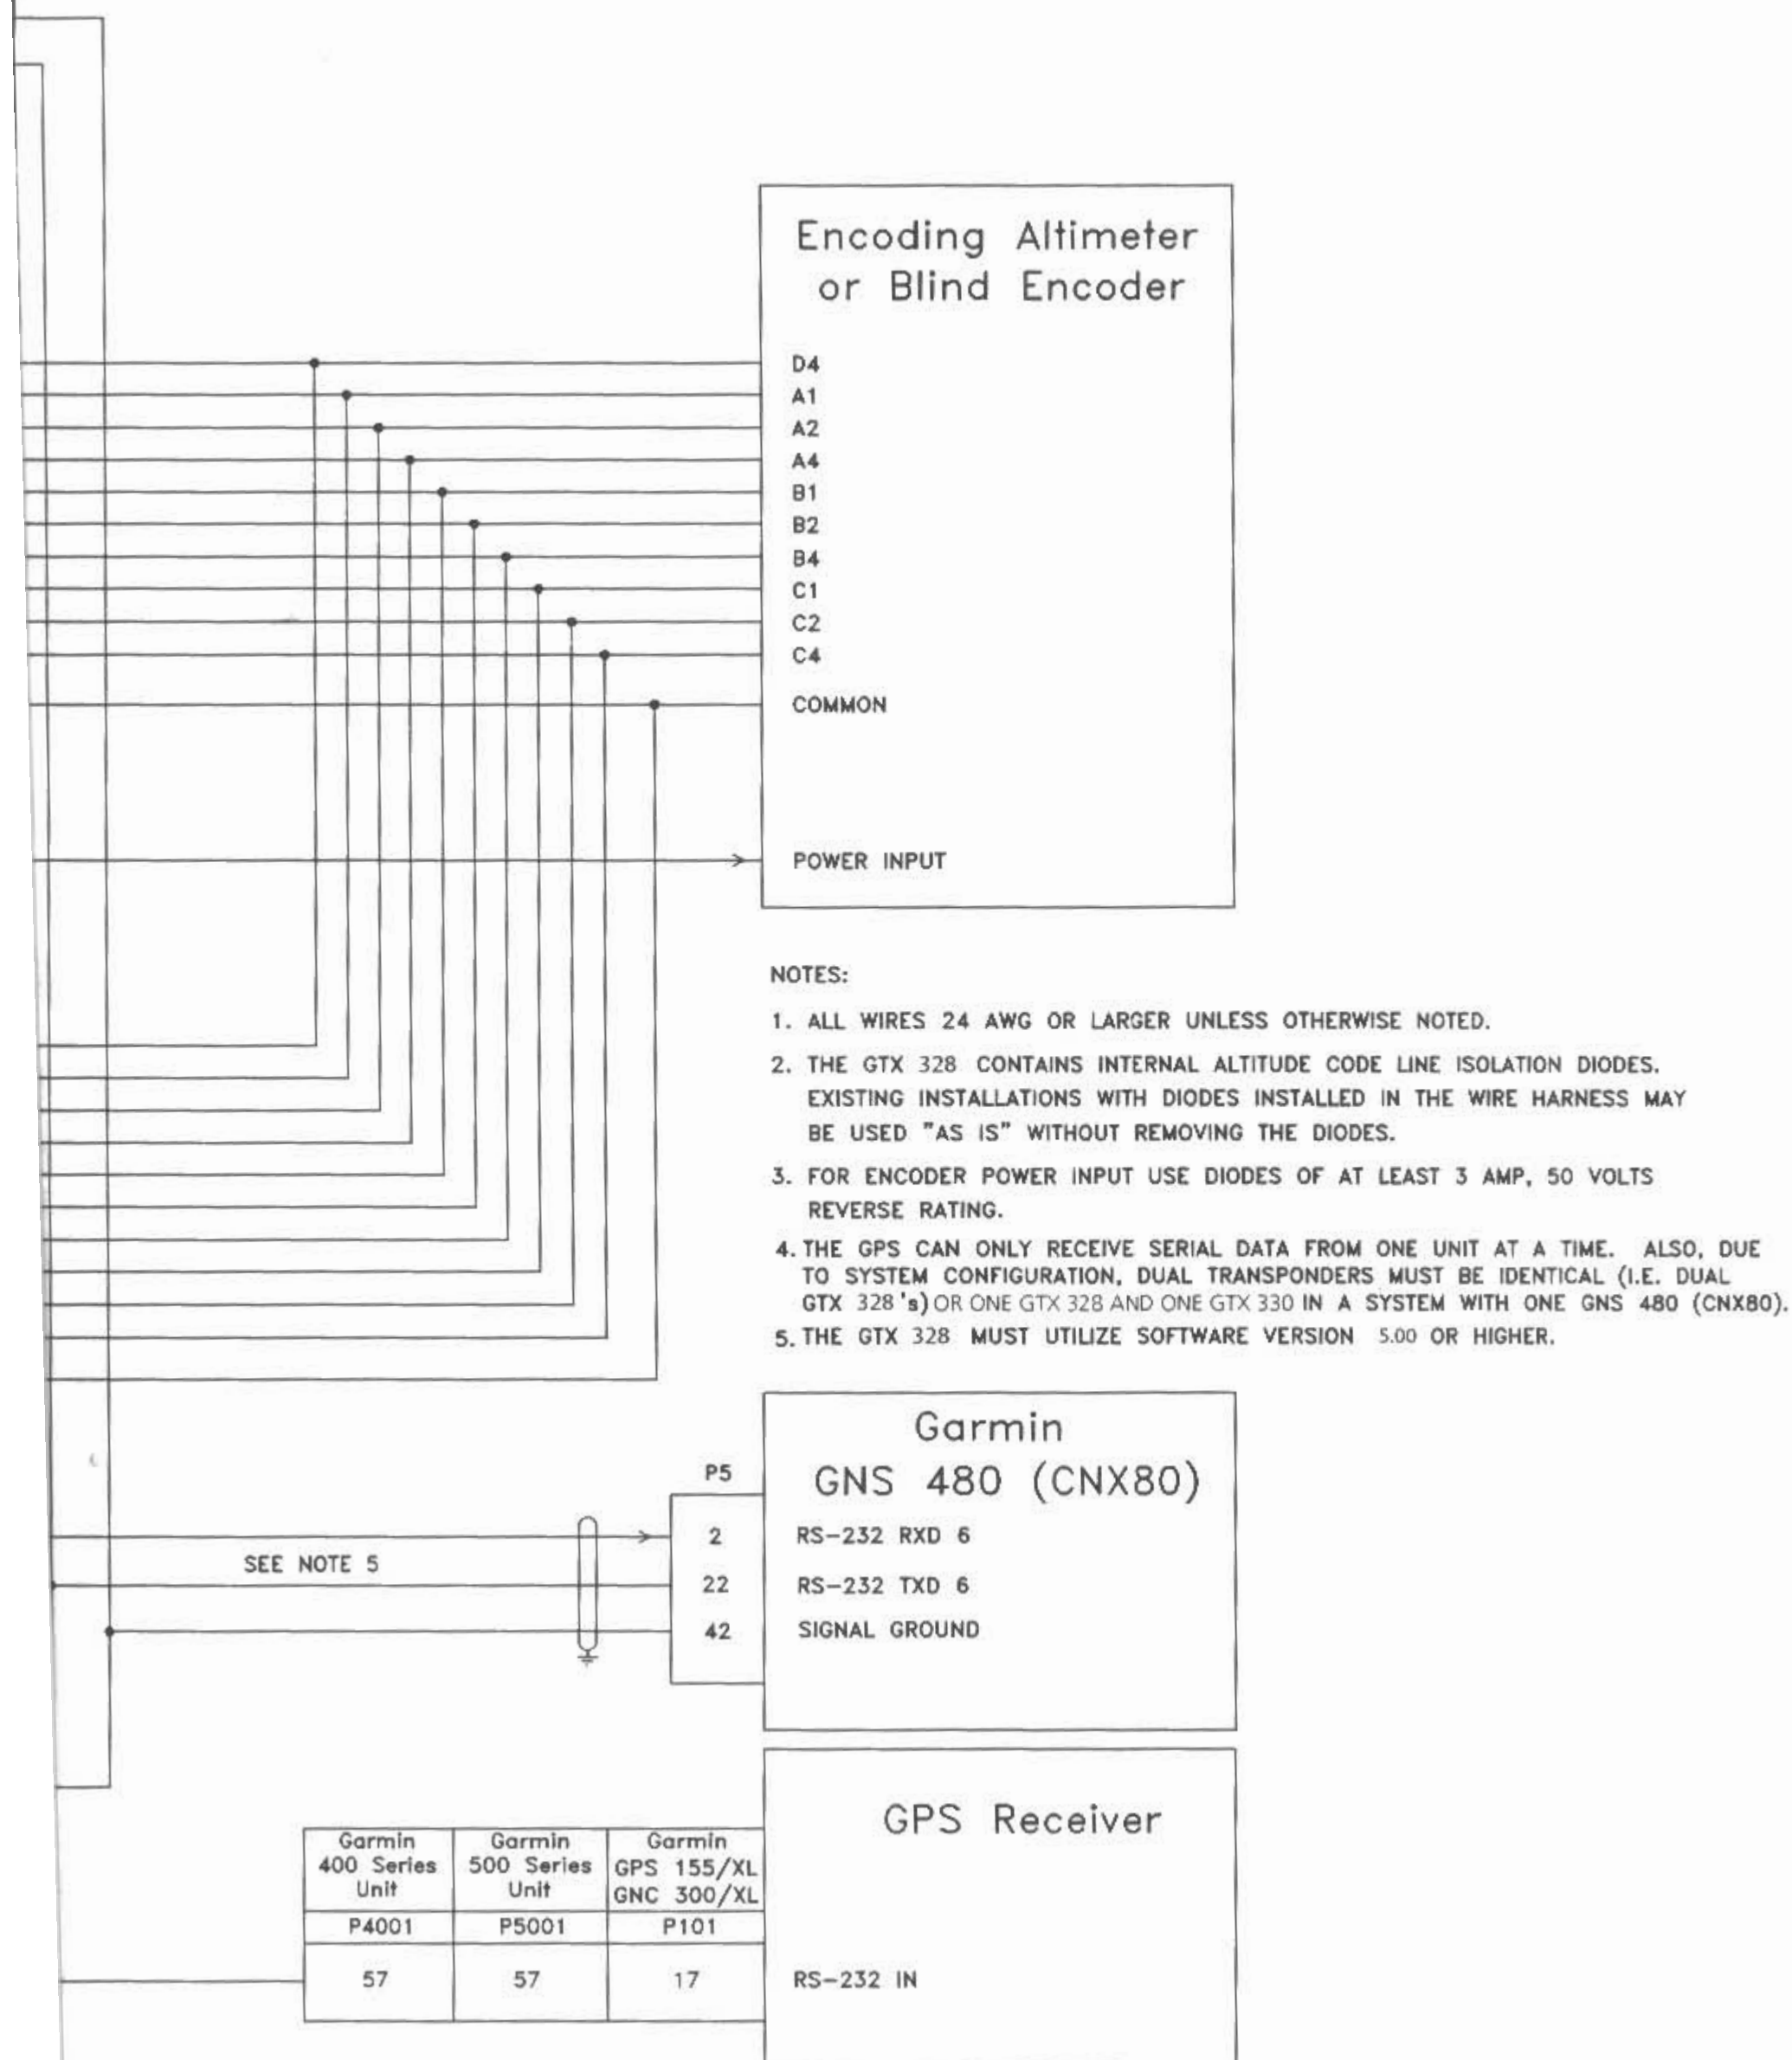 Encoding Altimeter
or Blind Encoder
D4
A1
A2
A4
B1
B2
B4
C1
C2
C4
COMMON
POWER INPUT
NOTES:
1. ALL WIRES 24 AWG OR LARGER UNLESS OTHERWISE NOTED.
2. THE GTX 328 CONTAINS INTERNAL ALTITUDE CODE LINE ISOLATION DIODES.
EXISTING INSTALLATIONS WITH DIODES INSTALLED IN THE WIRE HARNESS MAY
BE USED "AS IS" WITHOUT REMOVING THE DIODES.
3. FOR ENCODER POWER INPUT USE DIODES OF AT LEAST 3 AMP, 50 VOLTS
REVERSE RATING.
4. THE GPS CAN ONLY RECEIVE SERIAL DATA FROM ONE UNIT AT A TIME. ALSO, DUE
TO SYSTEM CONFIGURATION, DUAL TRANSPONDERS MUST BE IDENTICAL (I.E. DUAL
GTX 328 's) OR ONE GTX 328 AND ONE GTX 330 IN A SYSTEM WITH ONE GNS 480 (CNX80).
5. THE GTX 328 MUST UTILIZE SOFTWARE VERSION 5.00 OR HIGHER.
Garmin
GNS 480 (CNX80)
P5
2 RS-232 RXD 6
SEE NOTE 5
22 RS-232 TXD 6
42 SIGNAL GROUND
GPS Receiver
Garmin
400 Series
Unit
Garmin
500 Series
Unit
Garmin
GPS 155/XL
GNC 300/XL
P4001 P5001 P101
57 57 17 RS-232 IN